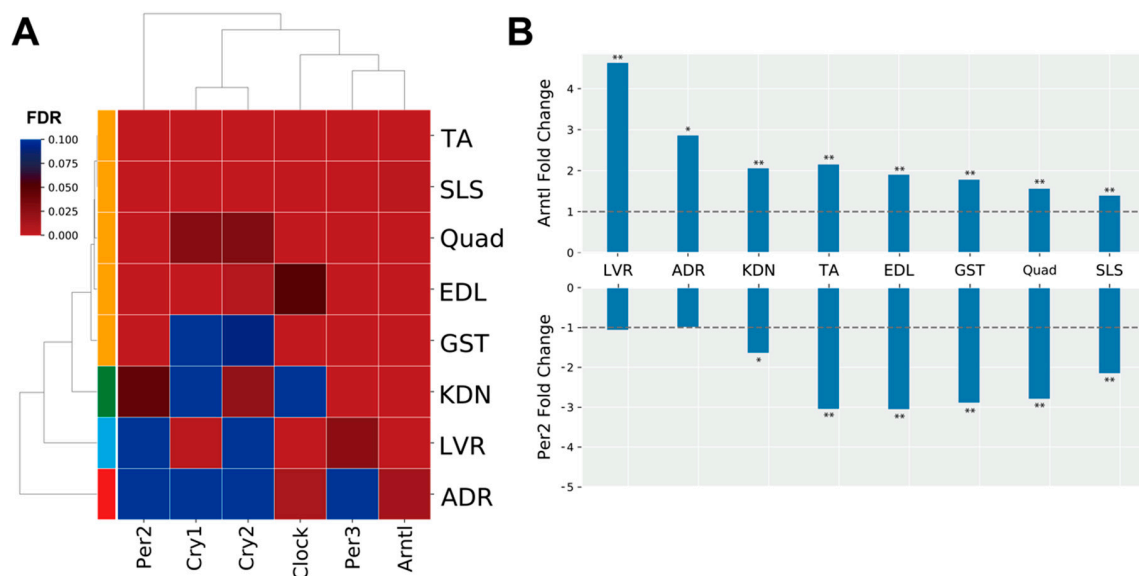 A
FDR
0.100
0.075
0.050
0.025
0.000
TA
SLS
Quad
EDL
GST
KDN
LVR
ADR
Per2 Cry1 Cry2 Clock Per3 Arntl
B
Arntl Fold Change
4
3
2
1
0
** * ** ** ** ** ** **
LVR ADR KDN TA EDL GST Quad SLS
Per2 Fold Change
0
-1
-2
-3
-4
-5
* ** ** ** ** **